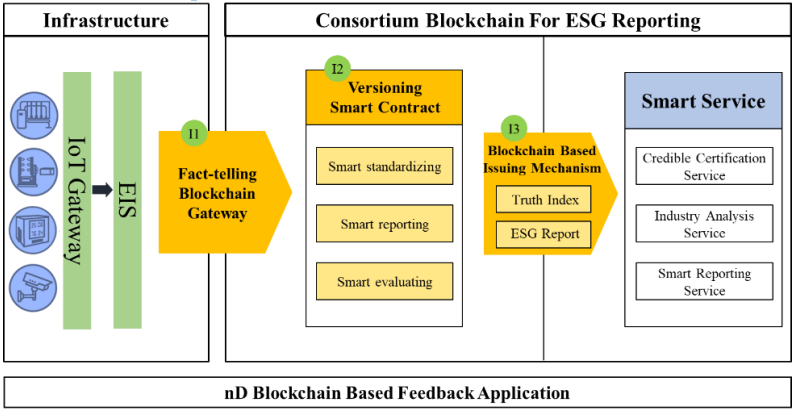 Infrastructure
Consortium Blockchain For ESG Reporting
IoT Gateway
EIS
I1
Fact-telling
Blockchain
Gateway
I2
Versioning
Smart Contract
Smart standardizing
Smart reporting
Smart evaluating
I3
Blockchain Based
Issuing Mechanism
Truth Index
ESG Report
Smart Service
Credible Certification
Service
Industry Analysis
Service
Smart Reporting
Service
nD Blockchain Based Feedback Application